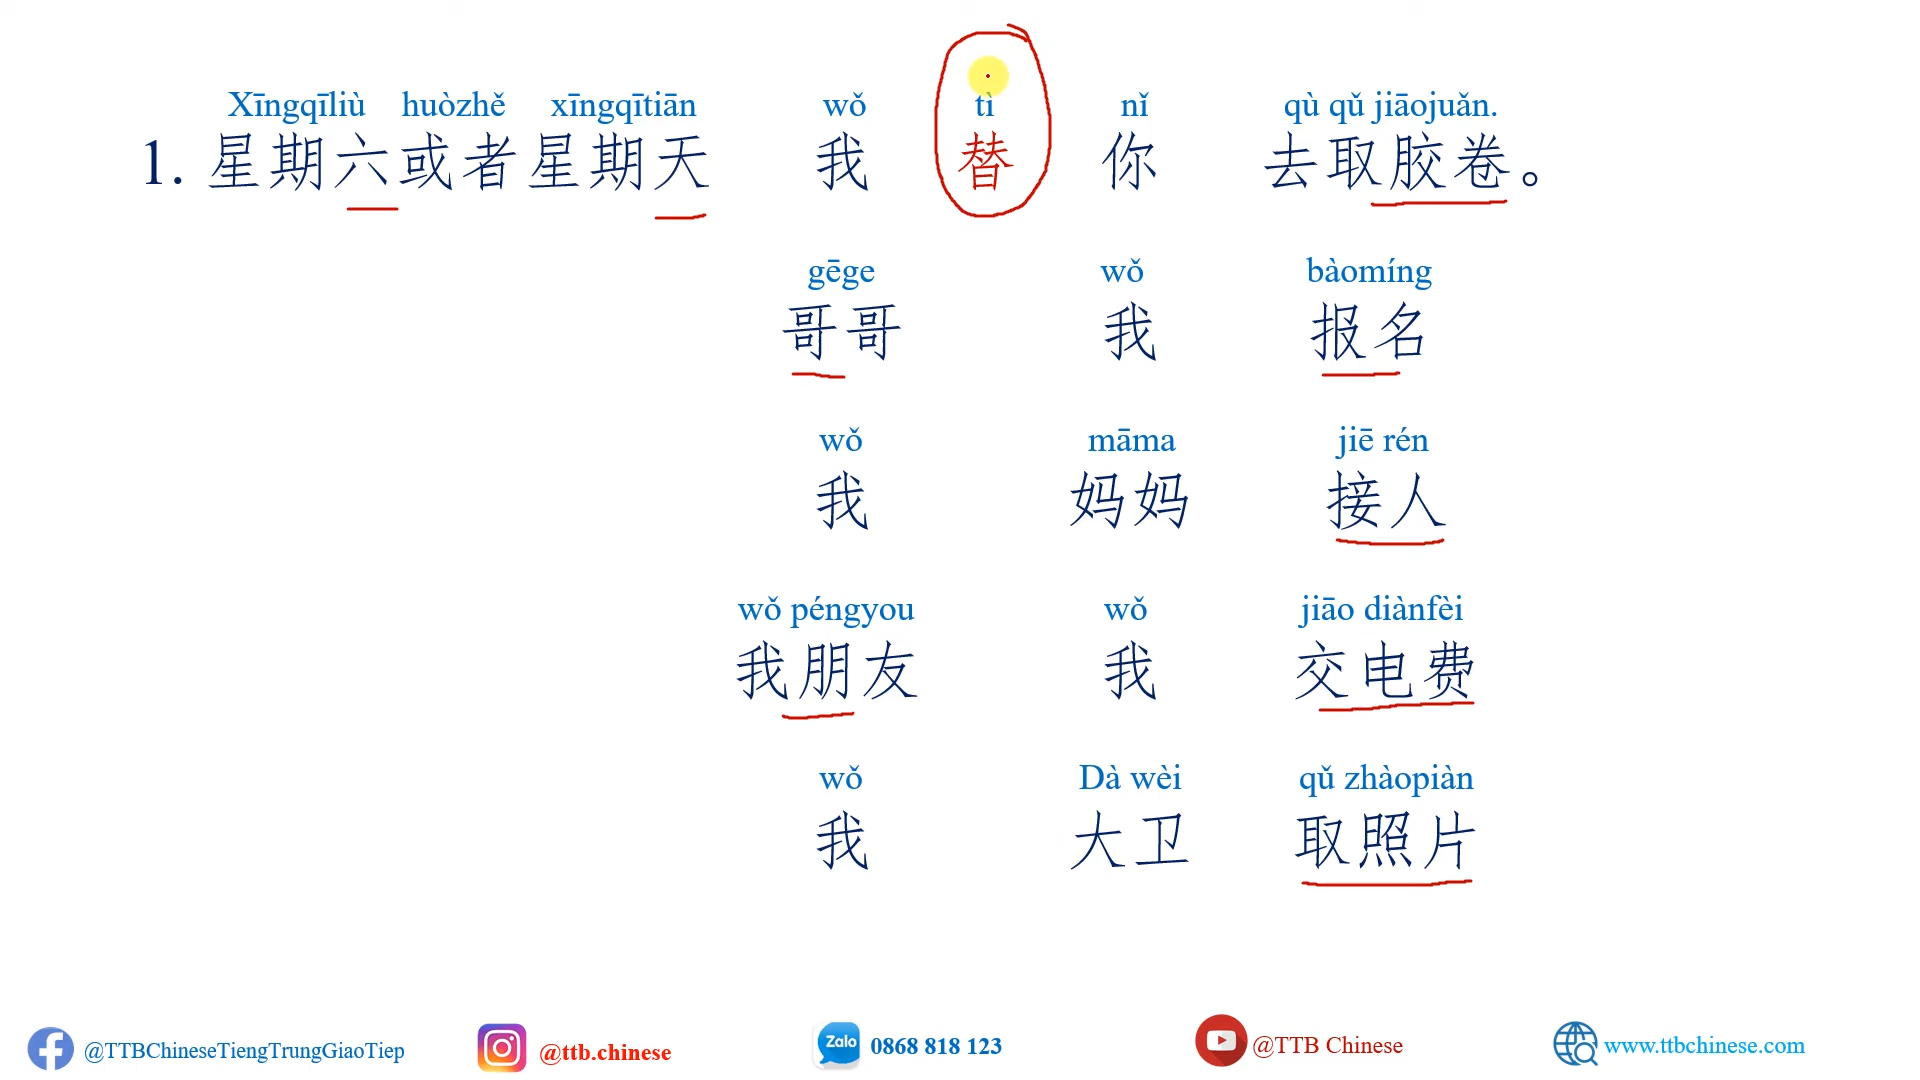 Xīngqīliù huòzhě xīngqītiān wǒ tì nǐ qù qǔ jiāojuǎn.
1. 星期六或者星期天 我 替 你 去取胶卷。
gēge wǒ bàomíng
哥哥 我 报名
wǒ māma jiē rén
我 妈妈 接人
wǒ péngyou wǒ jiāo diànfèi
我朋友 我 交电费
wǒ Dà wèi qǔ zhàopiàn
我 大卫 取照片
@TTBChineseTiengTrungGiaoTiep @ttb.chinese Zalo 0868 818 123 @TTB Chinese www.ttbchinese.com